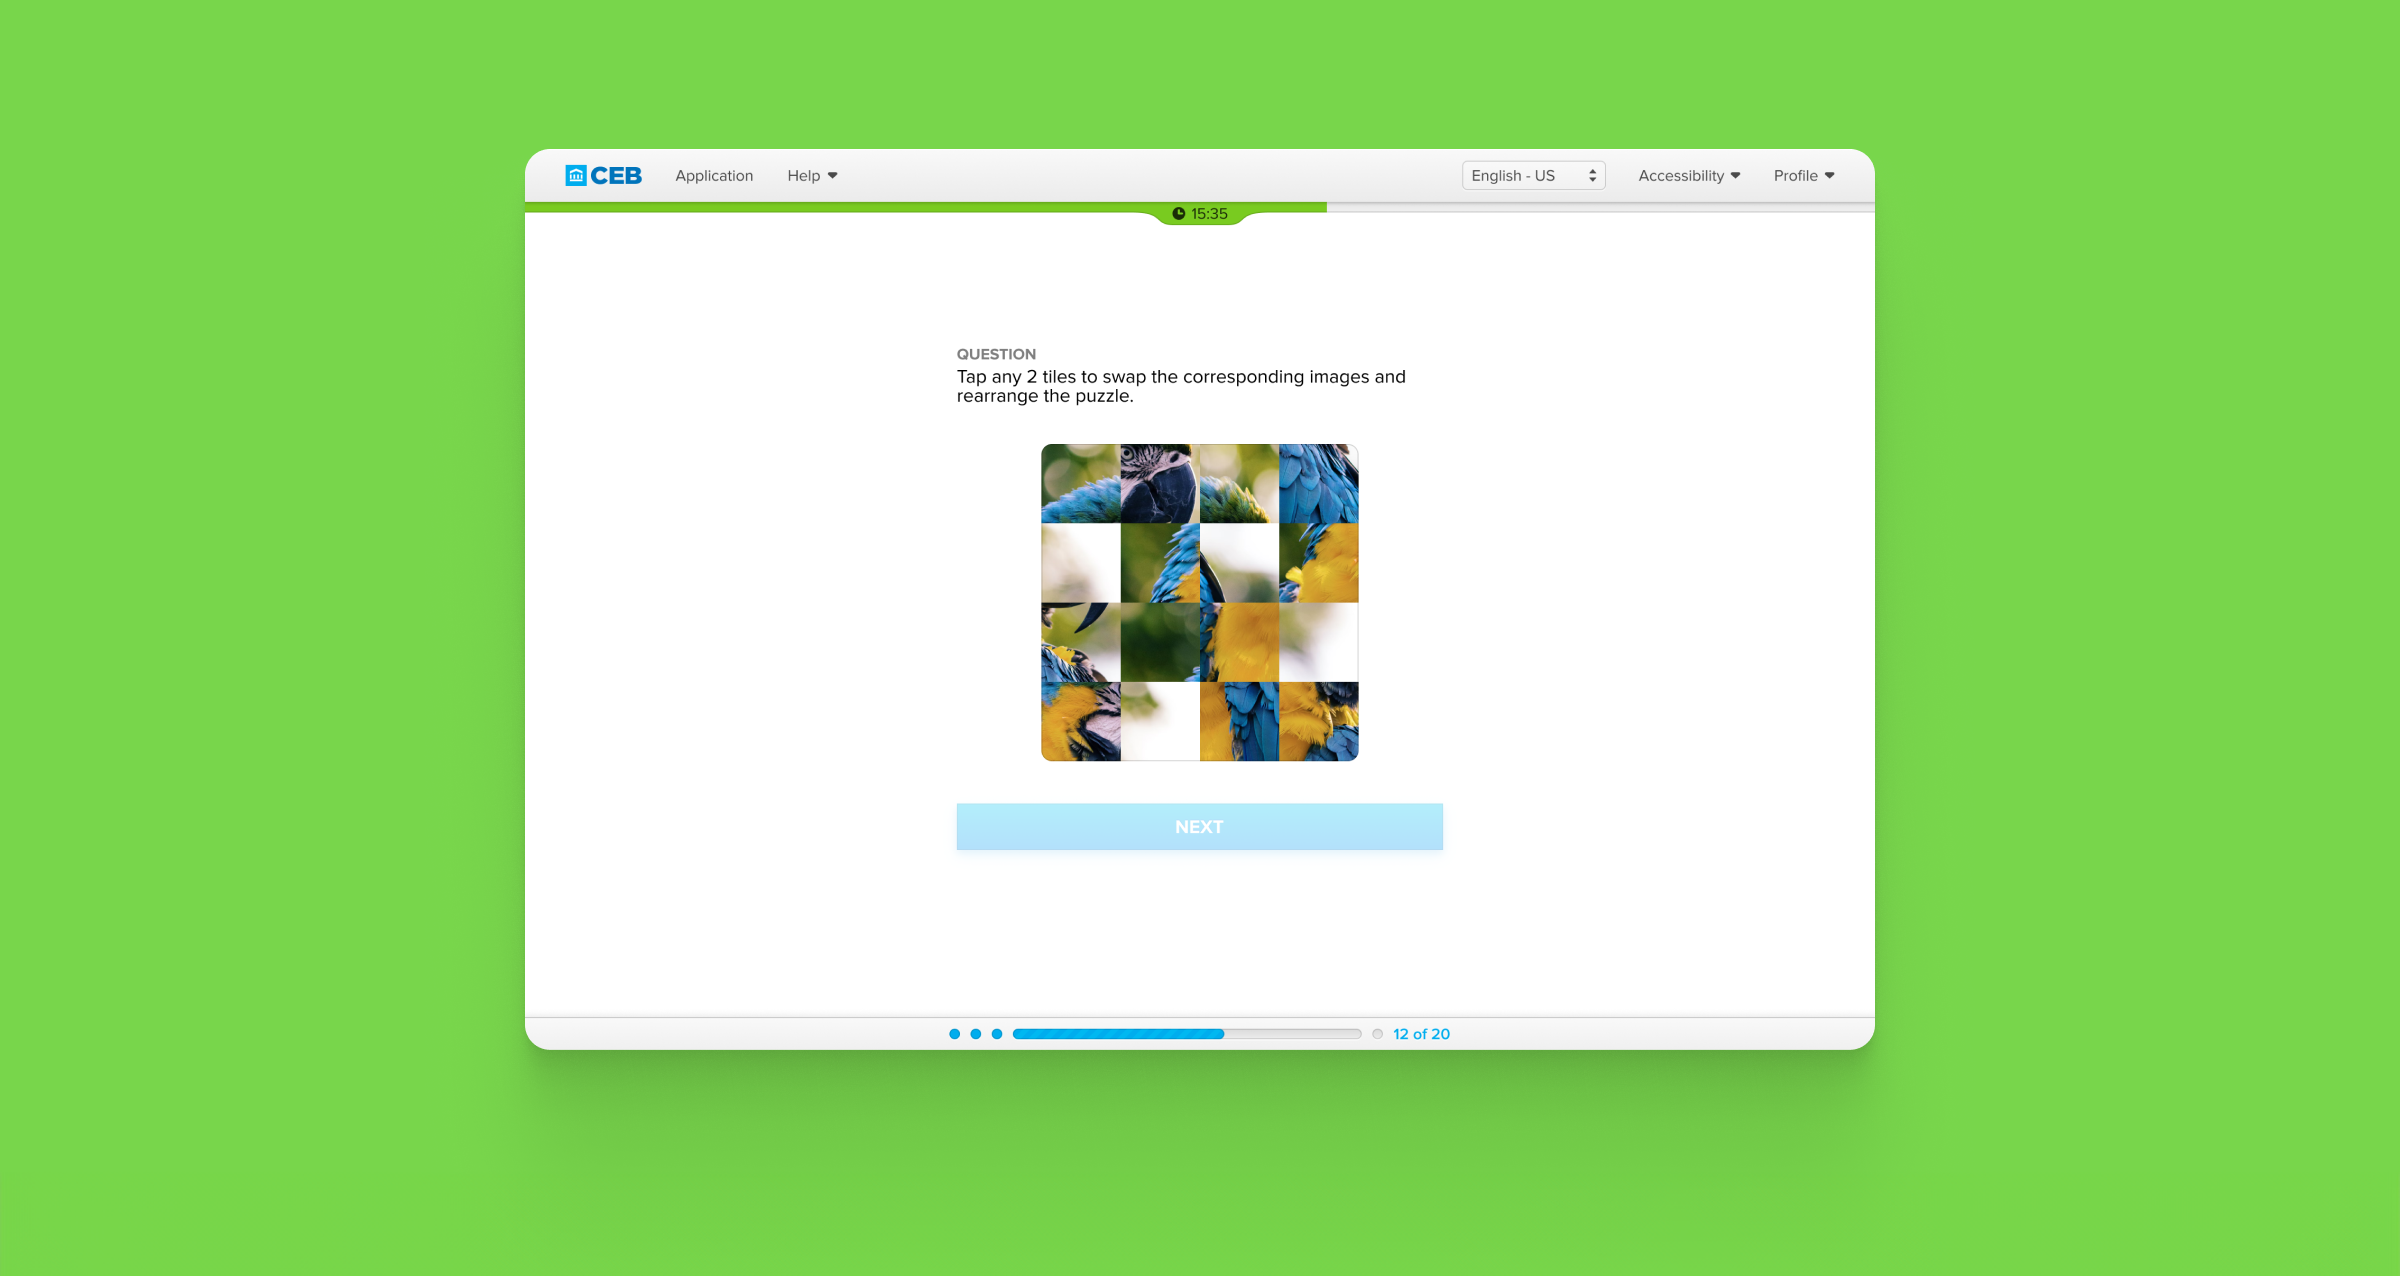 CEB Application Help English - US Accessibility Profile
15:35
QUESTION
Tap any 2 tiles to swap the corresponding images and
rearrange the puzzle.
NEXT
12 of 20